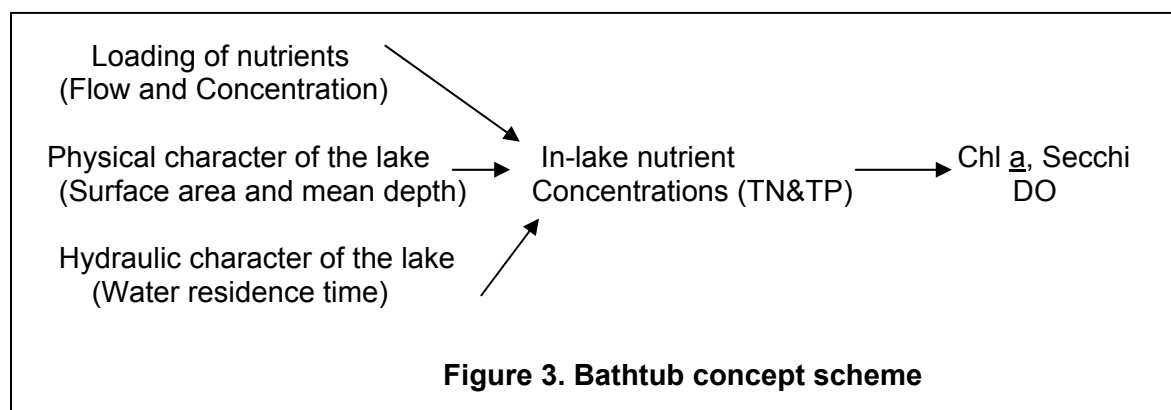 Loading of nutrients
(Flow and Concentration)
Physical character of the lake
(Surface area and mean depth)
Hydraulic character of the lake
(Water residence time)
In-lake nutrient
Concentrations (TN&TP)
Chl a, Secchi
DO
Figure 3. Bathtub concept scheme